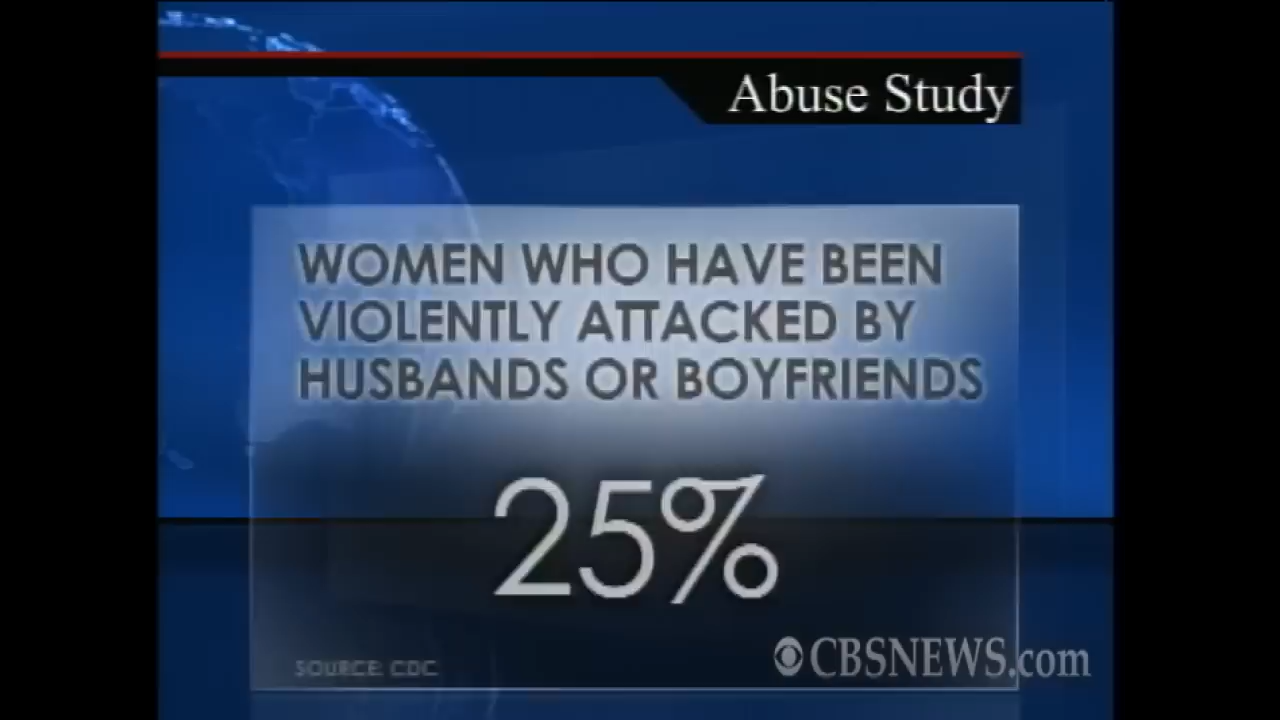 Abuse Study
WOMEN WHO HAVE BEEN
VIOLENTLY ATTACKED BY
HUSBANDS OR BOYFRIENDS
25%
SOURCE: CDC
CBSNEWS.com